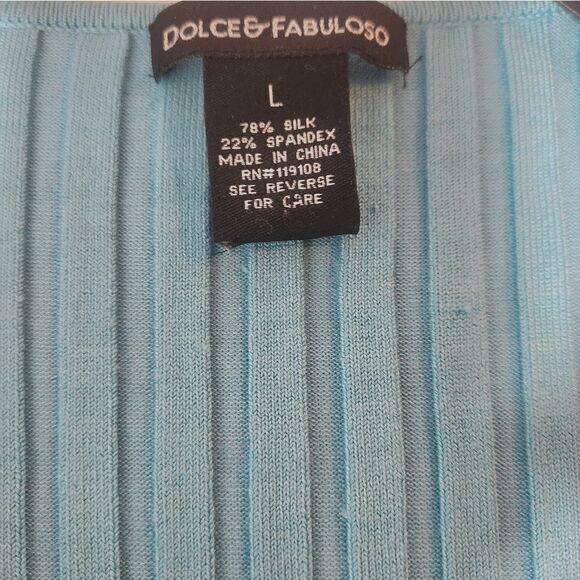 DOLCE&FABULOSO
L
78% SILK
22% SPANDEX
MADE IN CHINA
RN#119108
SEE REVERSE
FOR CARE